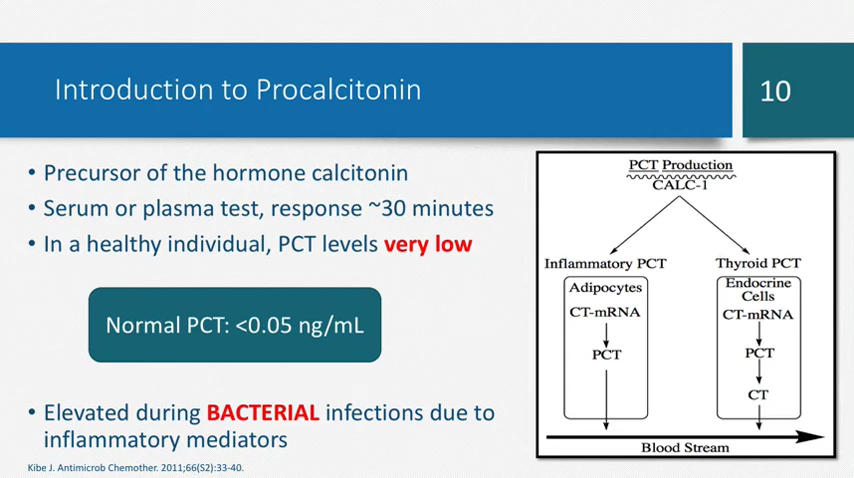 Introduction to Procalcitonin
10
• Precursor of the hormone calcitonin
• Serum or plasma test, response ~30 minutes
• In a healthy individual, PCT levels very low
Normal PCT: <0.05 ng/mL
• Elevated during BACTERIAL infections due to
inflammatory mediators
Kibe J. Antimicrob Chemother. 2011;66(S2):33-40.
PCT Production
CALC-1
Inflammatory PCT
Adipocytes
CT-mRNA
PCT
Thyroid PCT
Endocrine
Cells
CT-mRNA
PCT
CT
Blood Stream